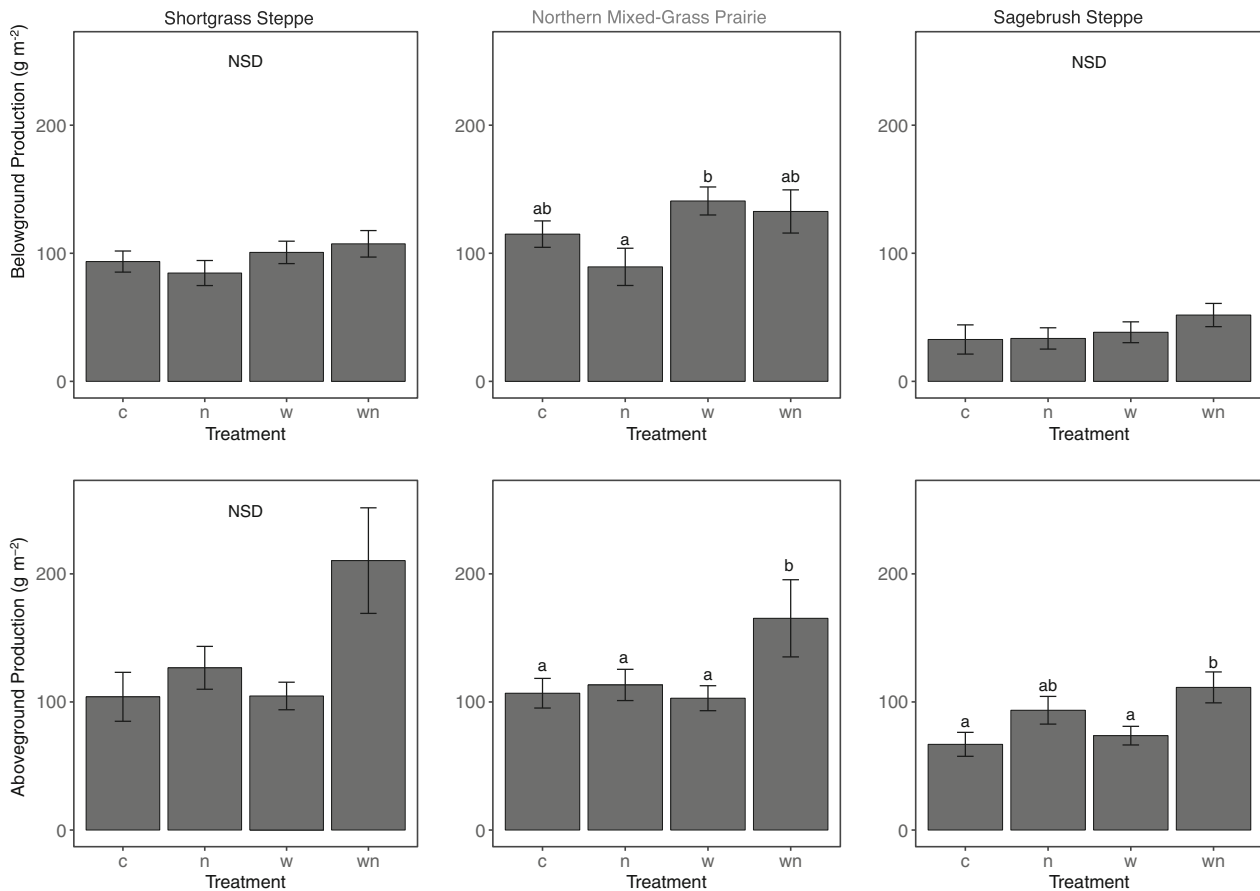 Shortgrass Steppe
Northern Mixed-Grass Prairie
Sagebrush Steppe
Belowground Production (g m⁻²)
NSD
200
100
0
c n w wn
Treatment
200
100
0
ab
a
b
ab
c n w wn
Treatment
NSD
200
100
0
c n w wn
Treatment
Aboveground Production (g m⁻²)
NSD
200
100
0
c n w wn
Treatment
200
100
0
a
a
a
b
c n w wn
Treatment
200
100
0
a
ab
a
b
c n w wn
Treatment